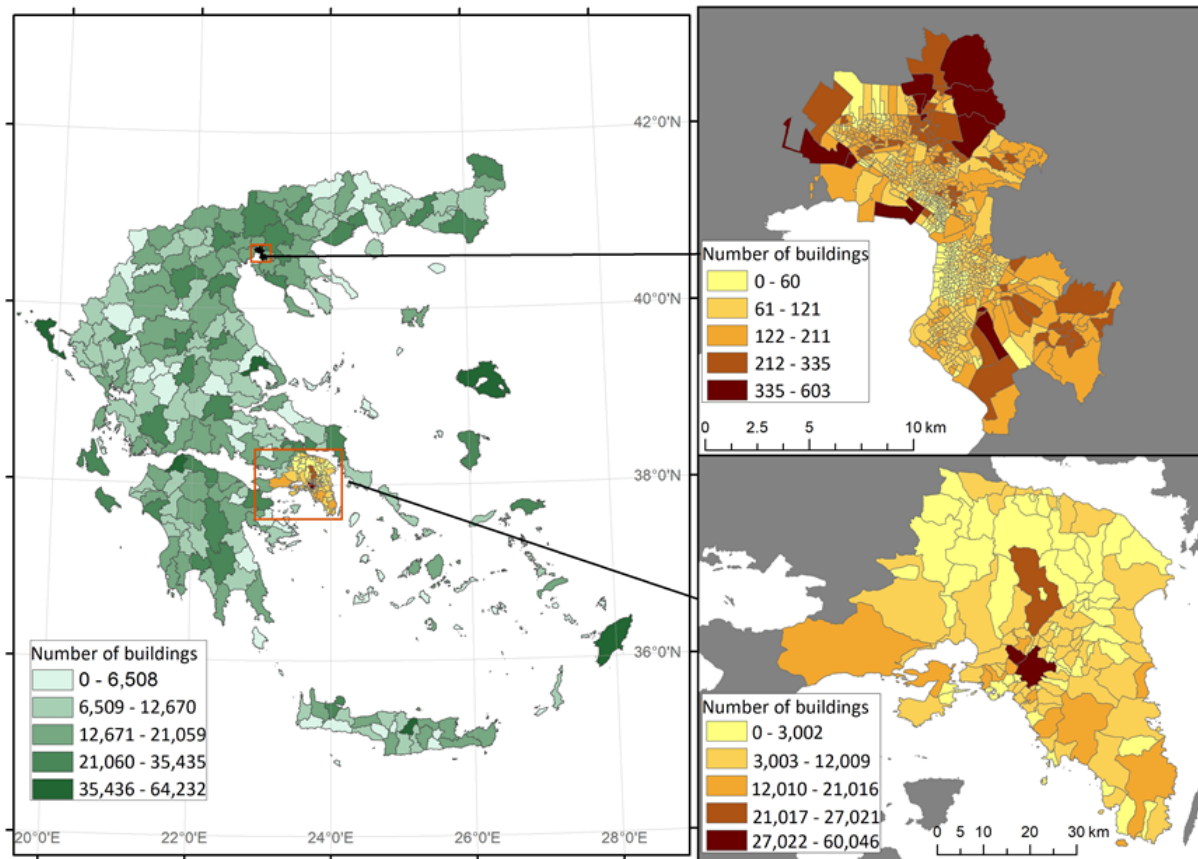 42°0'N
40°0'N
38°0'N
36°0'N
20°0'E
22°0'E
24°0'E
26°0'E
28°0'E
Number of buildings
0 - 6,508
6,509 - 12,670
12,671 - 21,059
21,060 - 35,435
35,436 - 64,232
Number of buildings
0 - 60
61 - 121
122 - 211
212 - 335
335 - 603
0 2.5 5 10 km
Number of buildings
0 - 3,002
3,003 - 12,009
12,010 - 21,016
21,017 - 27,021
27,022 - 60,046
0 5 10 20 30 km